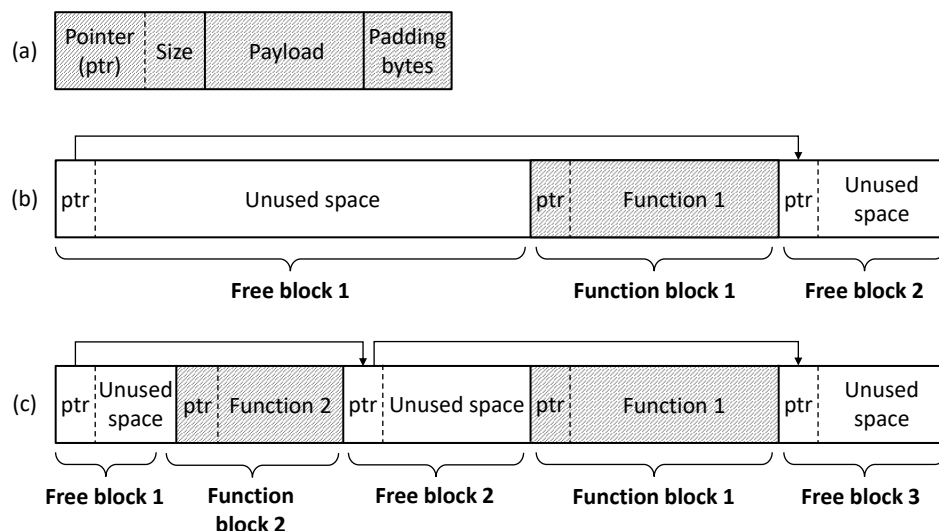 (a)
Pointer
(ptr)
Size
Payload
Padding
bytes
(b)
ptr
Unused space
ptr
Function 1
ptr
Unused
space
Free block 1
Function block 1
Free block 2
(c)
ptr
Unused
space
ptr
Function 2
ptr
Unused space
ptr
Function 1
ptr
Unused
space
Free block 1
Function
block 2
Free block 2
Function block 1
Free block 3